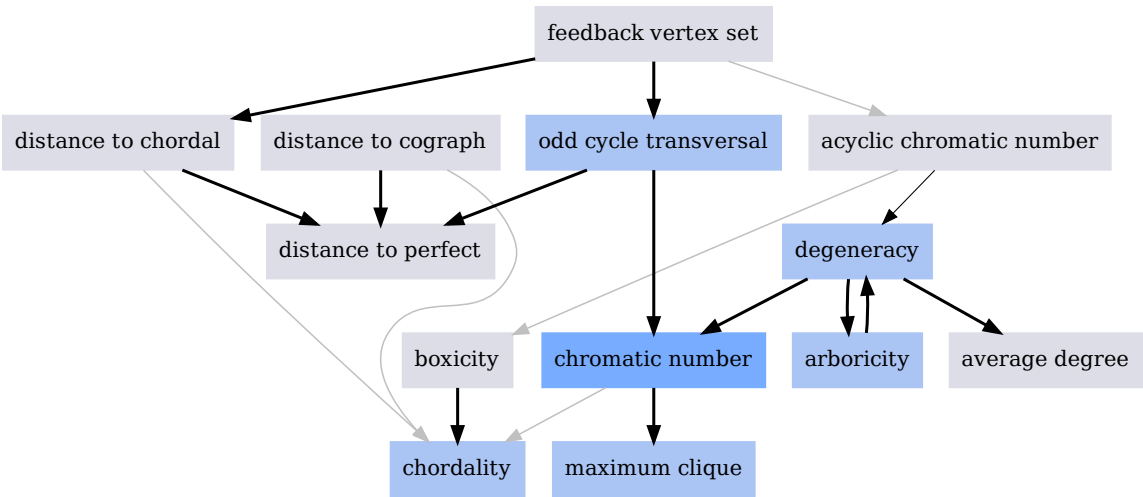 feedback vertex set
distance to chordal
distance to cograph
odd cycle transversal
acyclic chromatic number
distance to perfect
degeneracy
boxicity
chromatic number
arboricity
average degree
chordality
maximum clique